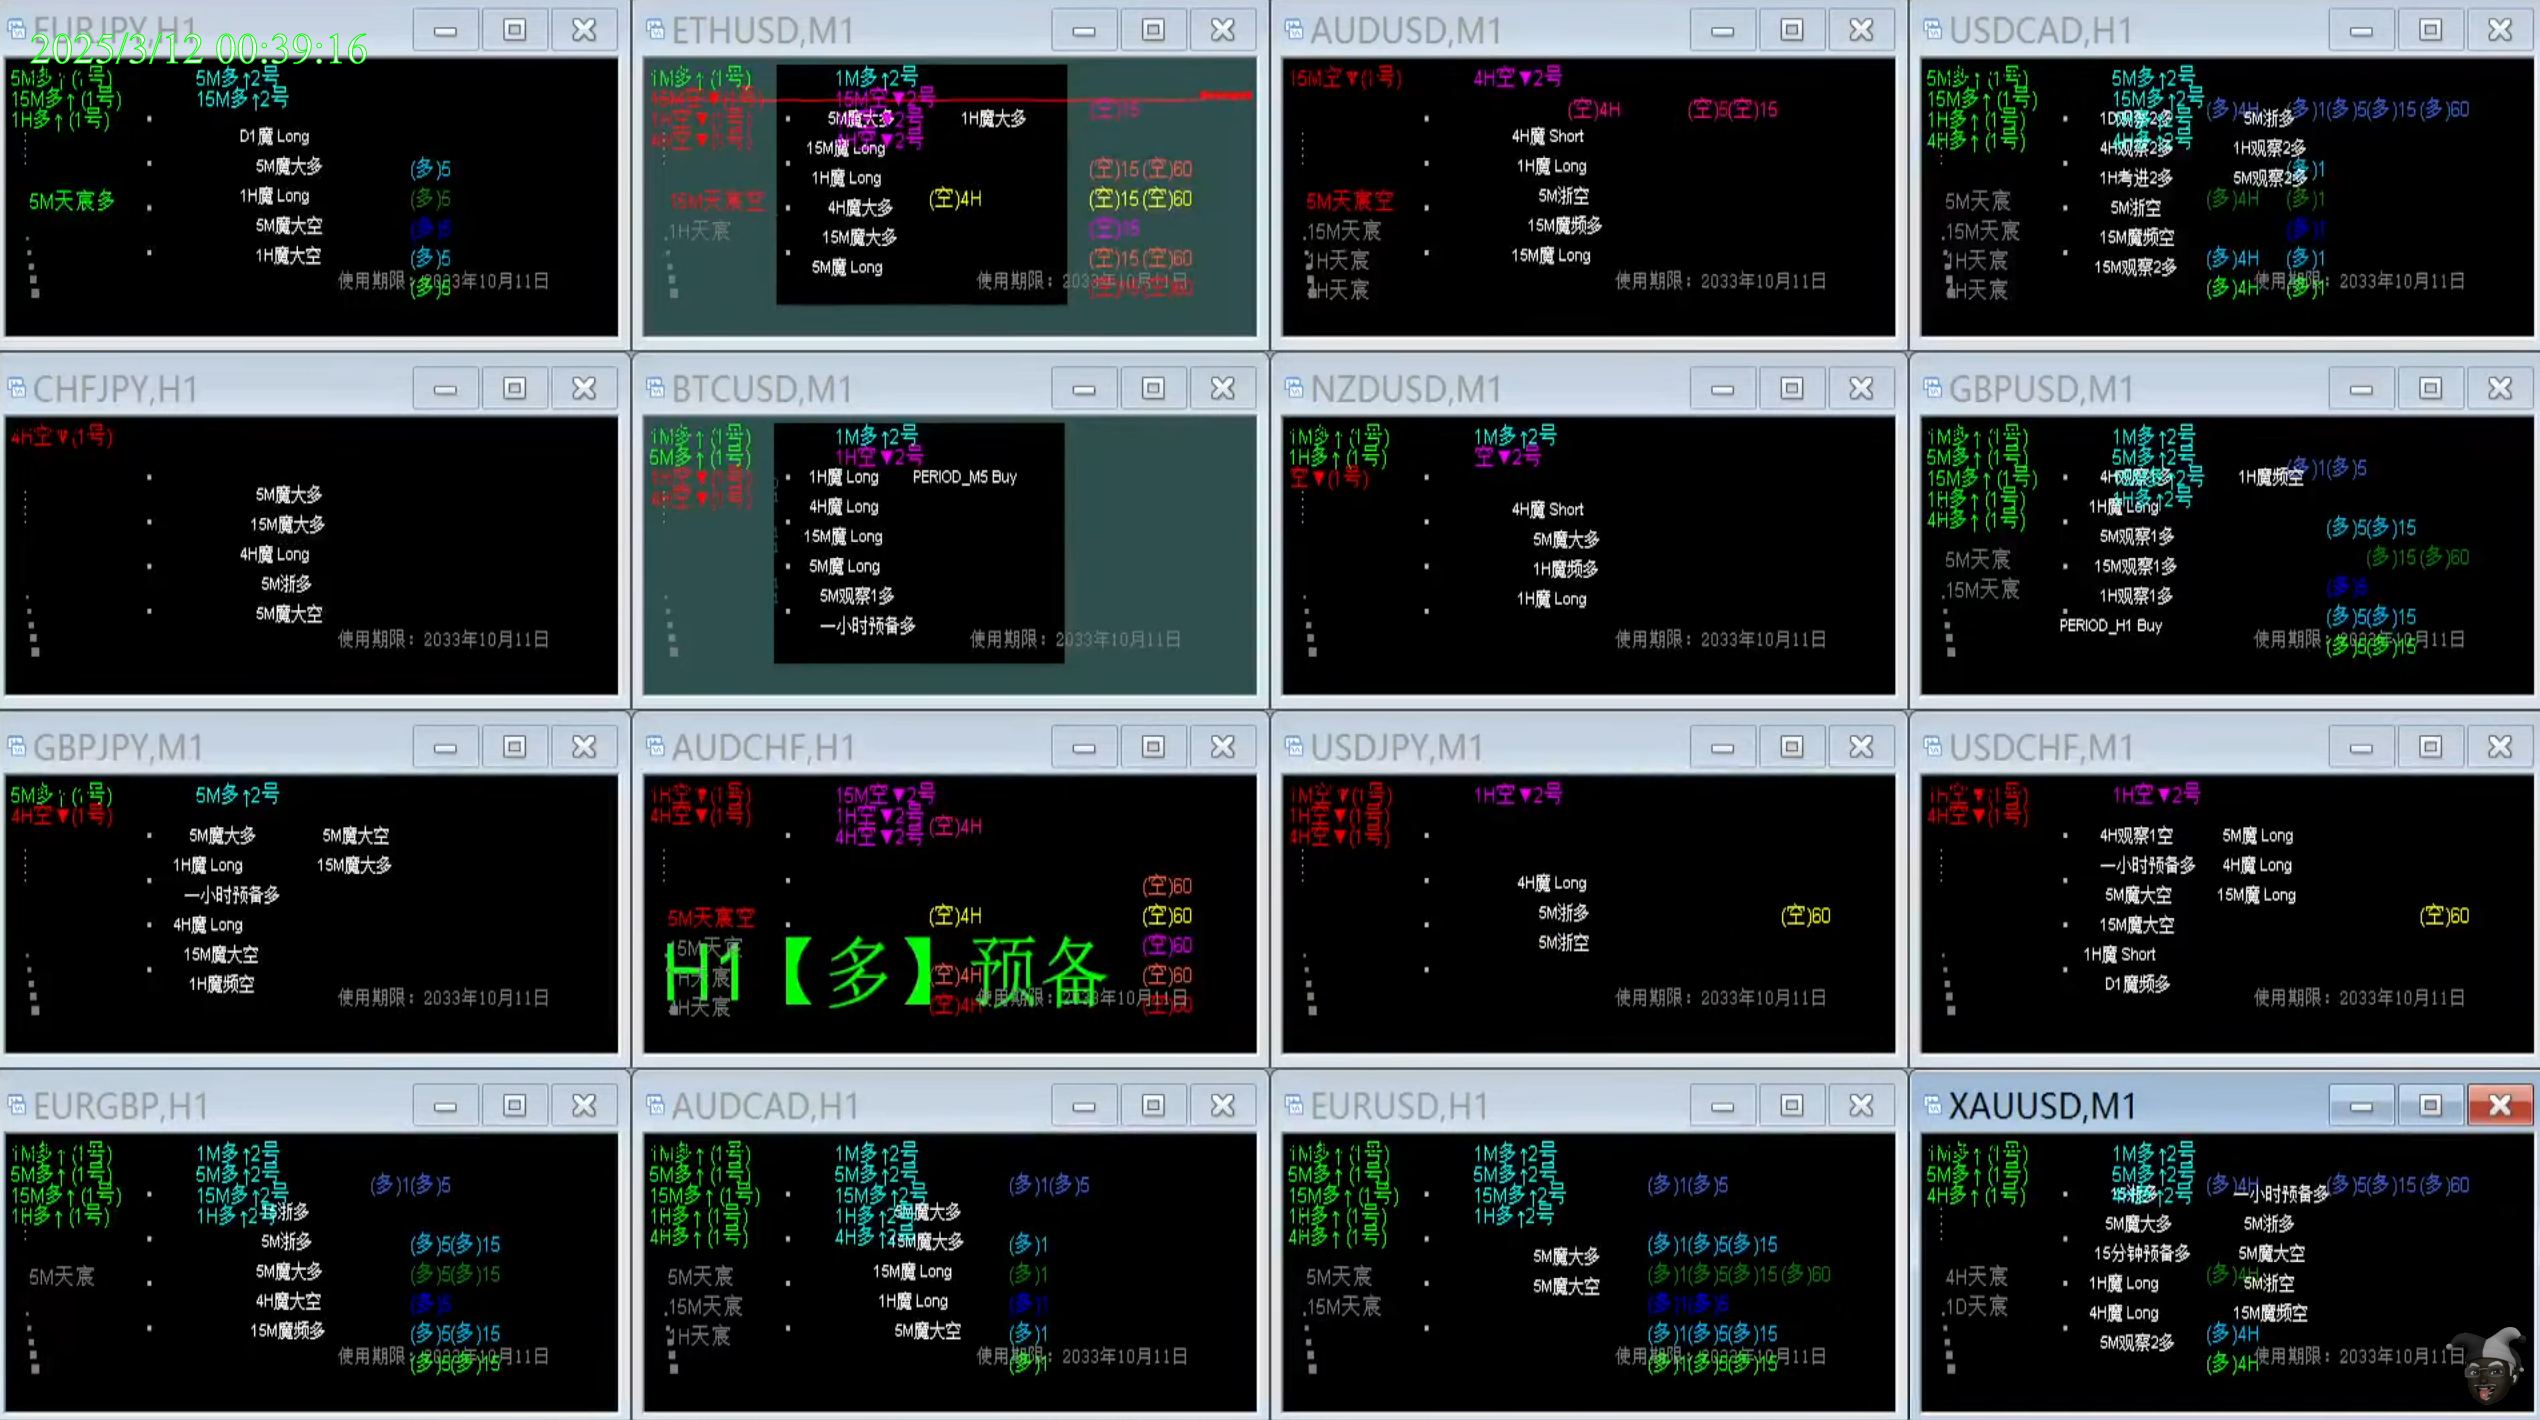 EURJPY,H1
2025/3/12 00:39:16
5M多↑(1号) 5M多↑2号
15M多↑(1号) 15M多↑2号
1H多↑(1号)
D1魔 Long
5M魔大多 (多)5
5M天宸多 1H魔 Long (多)5
5M魔大空 (多)5
1H魔大空 (多)5
使用期限：2033年10月11日
(多)5
ETHUSD,M1
1M多↑(1号) 1M多↑2号
15M空▼(1号) 15M空▼2号
1H空▼(1号) 5M魔大多 1H魔大多 (空)15
4H空▼(1号)
15M魔 Long
1H魔 Long (空)15(空)60
15M天宸空 4H魔大多 (空)4H (空)15(空)60
1H天宸 15M魔大多 (空)15
5M魔 Long (空)15(空)60
使用期限：2033年10月11日
AUDUSD,M1
15M空▼(1号) 4H空▼2号
(空)4H (空)5(空)15
4H魔 Short
1H魔 Long
5M天宸空 5M浙空
15M天宸 15M魔频多
1H天宸 15M魔 Long
4H天宸 使用期限：2033年10月11日
USDCAD,H1
5M多↑(1号) 5M多↑2号
15M多↑(1号) 15M多↑2号 (多)4H (多)1(多)5(多)15(多)60
1H多↑(1号) 1D观察2多 5M浙多
4H多↑(1号) 4H观察2多 1H观察2多
1H考进2多 5M观察2多 (多)1
5M天宸 5M浙空 (多)4H (多)1
15M天宸 15M魔频空 (多)1
1H天宸 15M观察2多 (多)4H (多)1
4H天宸 (多)4H (多)1
使用期限：2033年10月11日
CHFJPY,H1
4H空▼(1号)
5M魔大多
15M魔大多
4H魔 Long
5M浙多
5M魔大空
使用期限：2033年10月11日
BTCUSD,M1
1M多↑(1号) 1M多↑2号
5M多↑(1号) 1H空▼2号
1H空▼(1号) 1H魔 Long PERIOD_M5 Buy
4H空▼(1号) 4H魔 Long
15M魔 Long
5M魔 Long
5M观察1多
一小时预备多
使用期限：2033年10月11日
NZDUSD,M1
1M多↑(1号) 1M多↑2号
1H多↑(1号) 空▼2号
空▼(1号)
4H魔 Short
5M魔大多
1H魔频多
1H魔 Long
使用期限：2033年10月11日
GBPUSD,M1
1M多↑(1号) 1M多↑2号
5M多↑(1号) 5M多↑2号 (多)1(多)5
15M多↑(1号) 4H观察1多 1H魔频空
1H多↑(1号) 1H多↑2号
4H多↑(1号) 1H魔 Long
5M观察1多 (多)5(多)15
5M天宸 15M观察1多 (多)15(多)60
15M天宸 1H观察1多 (多)5
PERIOD_H1 Buy (多)5(多)15
使用期限：2033年10月11日
(多)5(多)15
GBPJPY,M1
5M多↑(1号) 5M多↑2号
4H空▼(1号)
5M魔大多 5M魔大空
1H魔 Long 15M魔大多
一小时预备多
4H魔 Long
15M魔大空
1H魔频空
使用期限：2033年10月11日
AUDCHF,H1
1H空▼(1号) 15M空▼2号
4H空▼(1号) 1H空▼2号
4H空▼2号 (空)4H
(空)60
5M天宸空 (空)4H (空)60
15M天宸 (空)60
H1【多】预备
1H天宸 (空)4H (空)60
4H天宸 (空)4H (空)60
使用期限：2033年10月11日
USDJPY,M1
1M空▼(1号) 1H空▼2号
1H空▼(1号)
4H空▼(1号)
4H魔 Long
5M浙多 (空)60
5M浙空
使用期限：2033年10月11日
USDCHF,M1
1H空▼(1号) 1H空▼2号
4H空▼(1号)
4H观察1空 5M魔 Long
一小时预备多 4H魔 Long
5M魔大空 15M魔 Long
15M魔大空 (空)60
1H魔 Short
D1魔频多
使用期限：2033年10月11日
EURGBP,H1
1M多↑(1号) 1M多↑2号
5M多↑(1号) 5M多↑2号 (多)1(多)5
15M多↑(1号) 15M多↑2号
1H多↑(1号) 1H多↑2号
5M浙多 (多)5(多)15
5M天宸 5M魔大多 (多)5(多)15
4H魔大空 (多)5
15M魔频多 (多)5(多)15
使用期限：2033年10月11日
(多)5(多)15
AUDCAD,H1
1M多↑(1号) 1M多↑2号
5M多↑(1号) 5M多↑2号 (多)1(多)5
15M多↑(1号) 15M多↑2号
1H多↑(1号) 1H多↑2号 5M魔大多
4H多↑(1号) 4H多↑2号 15M魔大多 (多)1
5M天宸 15M魔 Long (多)1
15M天宸 1H魔 Long (多)1
1H天宸 5M魔大空 (多)1
使用期限：2033年10月11日
(多)1
EURUSD,H1
1M多↑(1号) 1M多↑2号
5M多↑(1号) 5M多↑2号 (多)1(多)5
15M多↑(1号) 15M多↑2号
1H多↑(1号) 1H多↑2号
4H多↑(1号) 5M魔大多 (多)1(多)5(多)15
5M天宸 5M魔大空 (多)1(多)5(多)15(多)60
15M天宸 (多)1(多)5
(多)1(多)5(多)15
使用期限：2033年10月11日
(多)1(多)5(多)15
XAUUSD,M1
1M多↑(1号) 1M多↑2号
5M多↑(1号) 5M多↑2号 (多)4H (多)5(多)15(多)60
4H多↑(1号) 4H多↑2号 一小时预备多
5M魔大多 5M浙多
15分钟预备多 5M魔大空
4H天宸 1H魔 Long (多)4H 5M浙空
1D天宸 4H魔 Long 15M魔频空
5M观察2多 (多)4H
(多)4H 使用期限：2033年10月11日